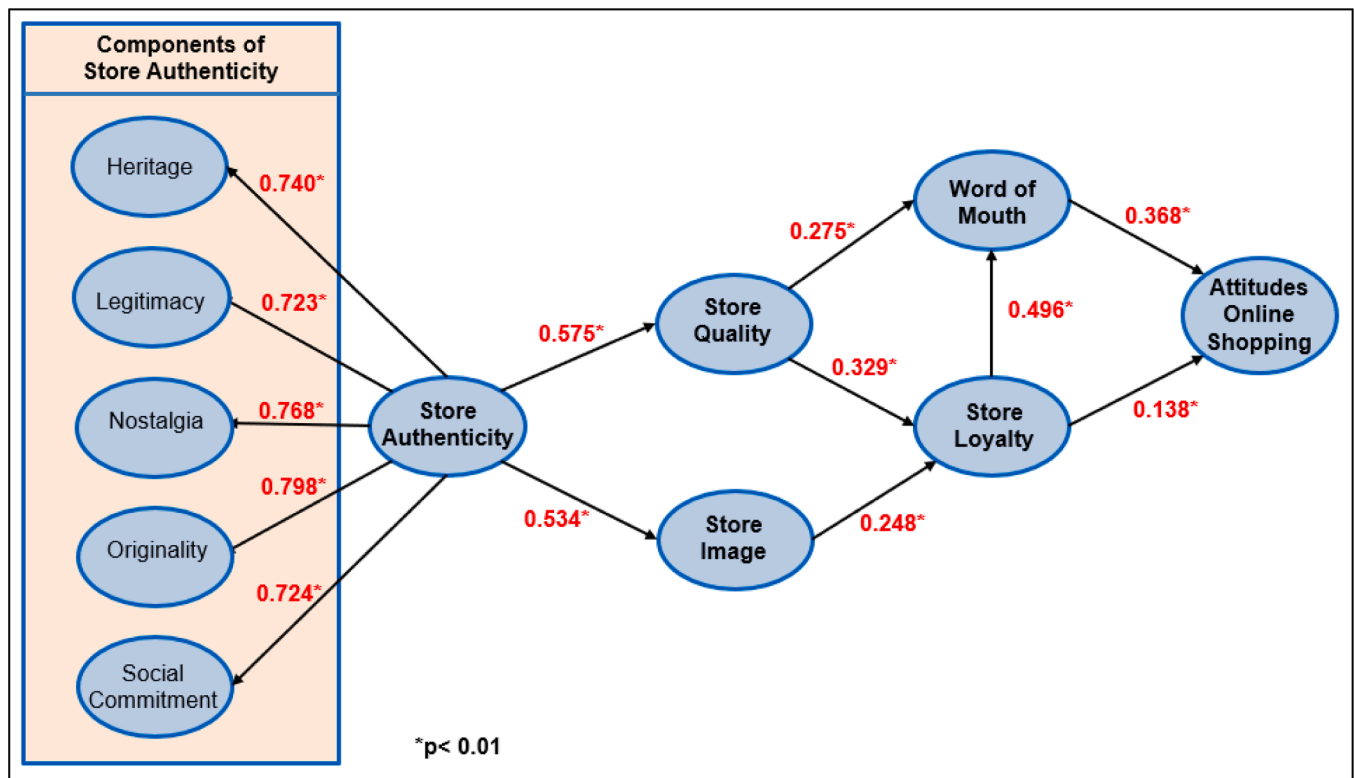 Components of
Store Authenticity
Heritage
0.740*
Legitimacy
0.723*
Nostalgia
0.768*
Originality
0.798*
Social
Commitment
0.724*
Store
Authenticity
0.575*
0.534*
Store
Quality
Store
Image
0.275*
0.329*
0.248*
Word of
Mouth
0.496*
Store
Loyalty
0.368*
0.138*
Attitudes
Online
Shopping
*p< 0.01